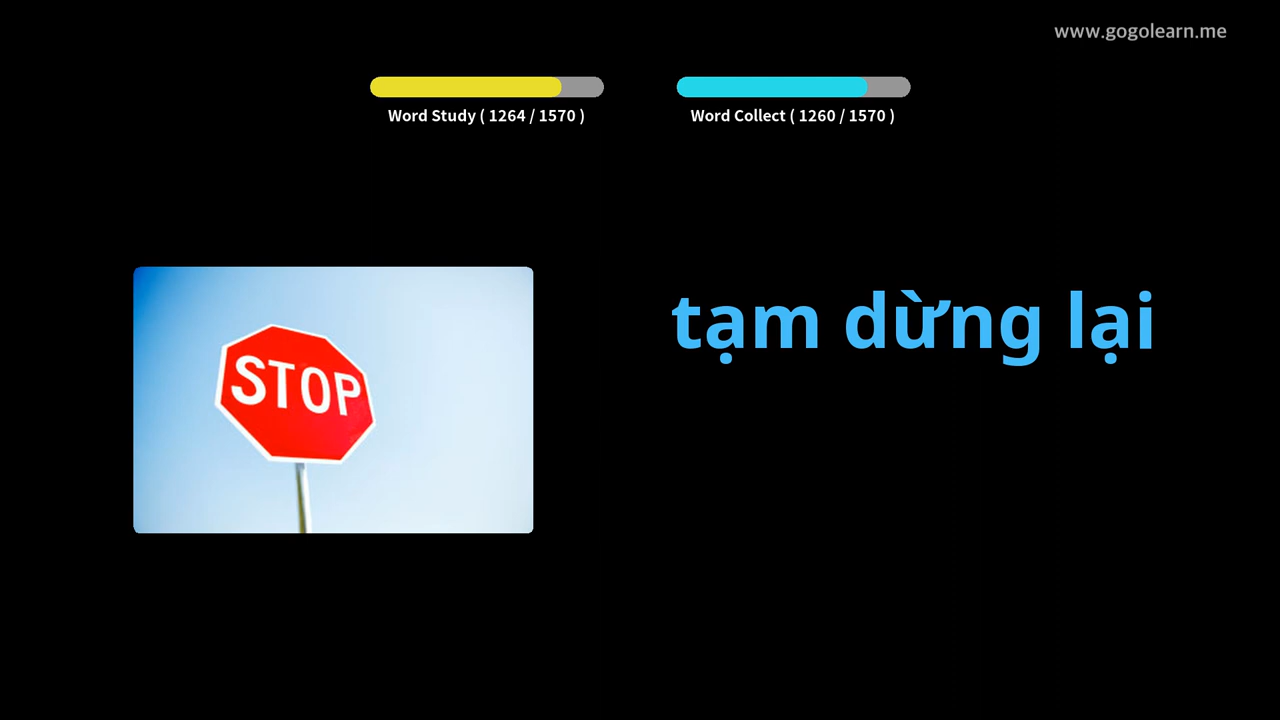 www.gogolearn.me
Word Study ( 1264 / 1570 )
Word Collect ( 1260 / 1570 )
STOP
tạm dừng lại